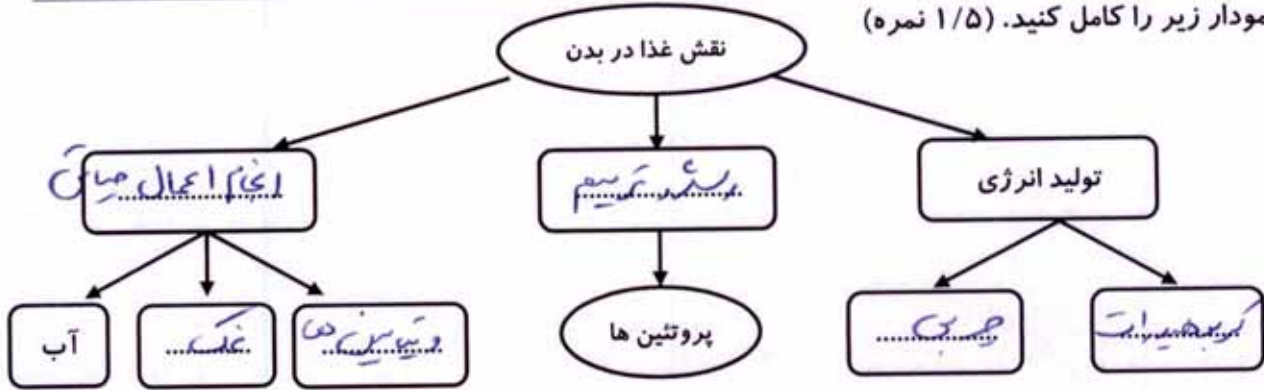 مودار زیر را کامل کنید. (۱/۵ نمره)
نقش غذا در بدن
تولید انرژی
رشد و ترمیم
انجام اعمال حیاتی
کربوهیدرات
چربی
پروتئین ها
ویتامین ها
نمک
آب